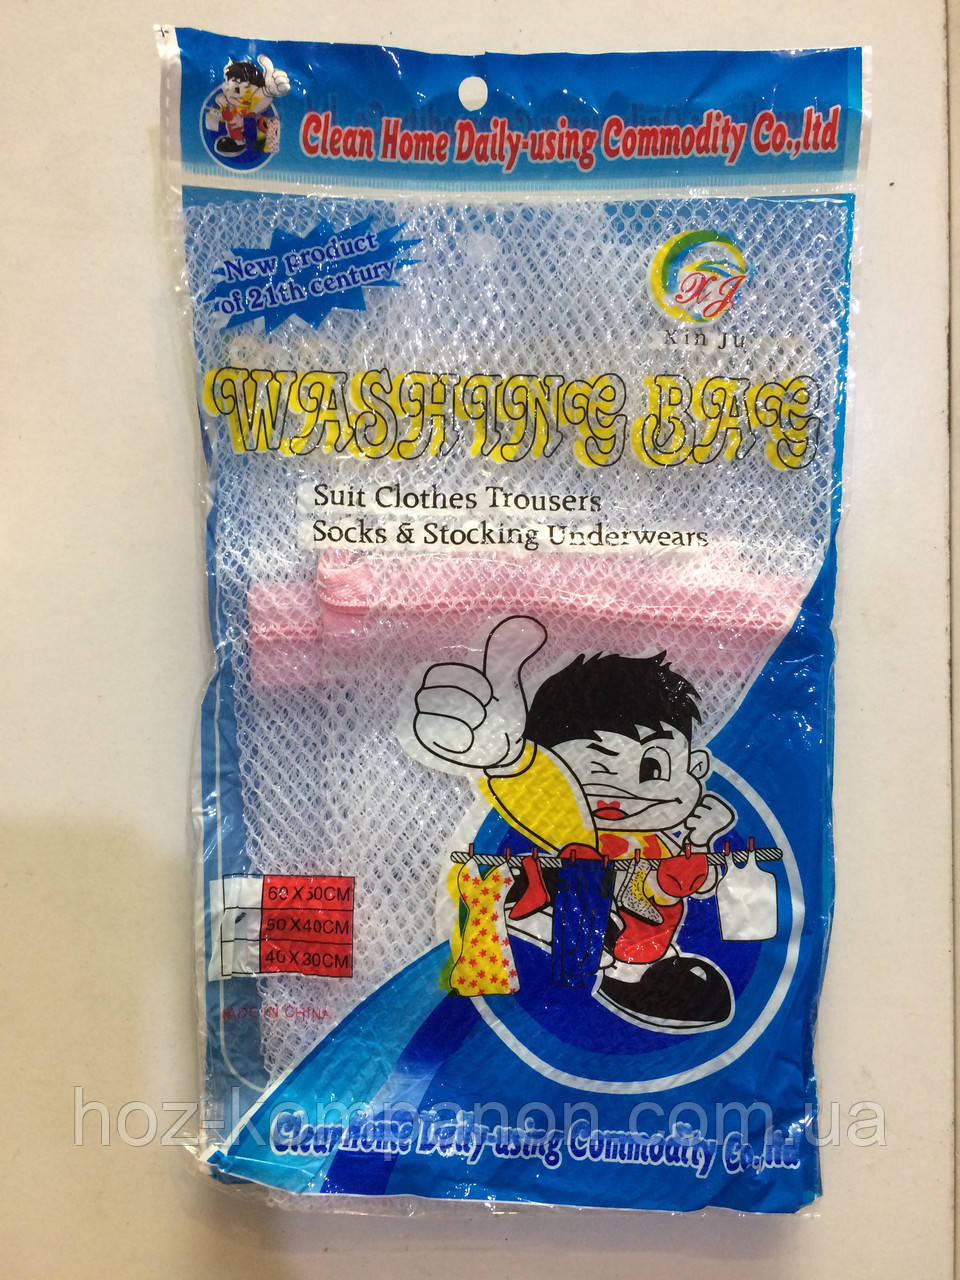 Clean Home Daily-using Commodity Co.,ltd
New product
of 21th century
XJ
Xin Ju
WASHING BAG
Suit Clothes Trousers
Socks & Stocking Underwears
60X50CM
50X40CM
40X30CM
MADE IN CHINA
hoz-kompanon.com.ua
Clean Home Daily-using Commodity Co.,ltd